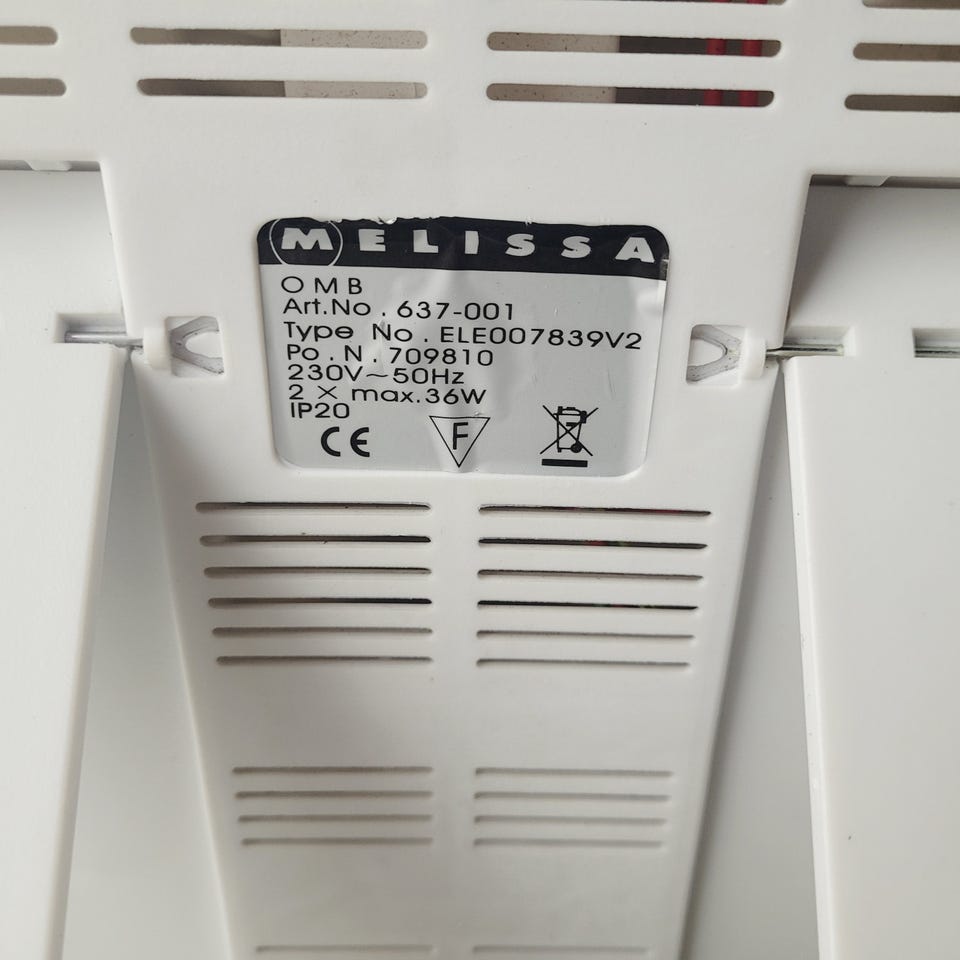 MELISSA
OMB
Art.No. 637-001
Type No. ELE007839V2
Po.N. 709810
230V~50Hz
2 × max.36W
IP20
CE F